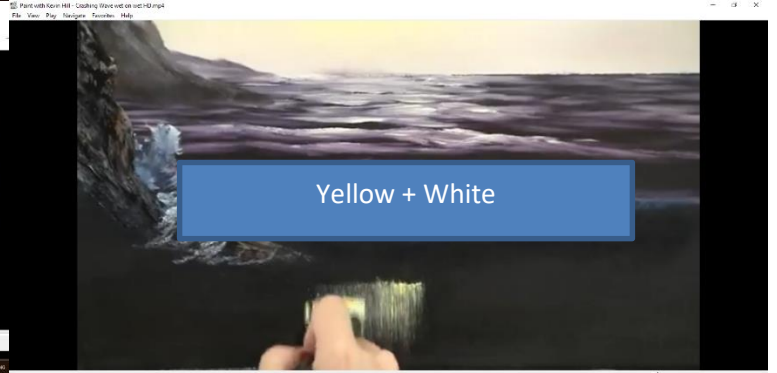 Paint with Kevin Hill - Crashing Wave wet on wet HD.mp4
File View Play Navigate Favorites Help
Yellow + White